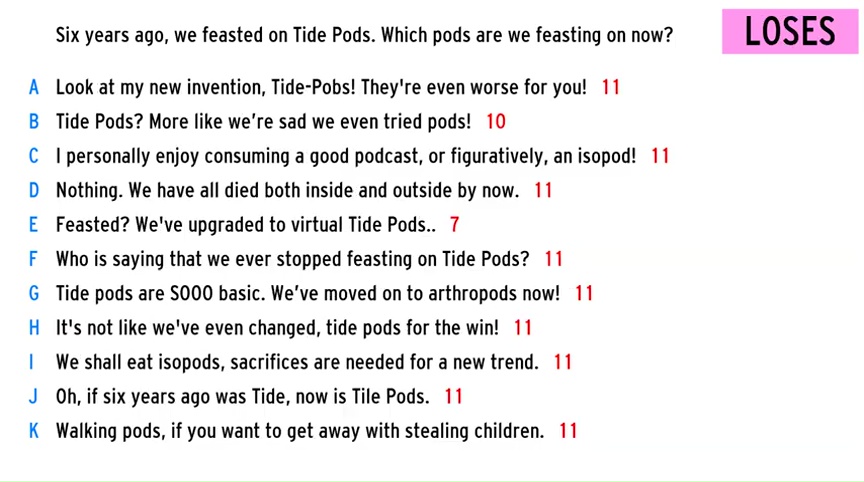 Six years ago, we feasted on Tide Pods. Which pods are we feasting on now?
LOSES
A Look at my new invention, Tide-Pobs! They're even worse for you! 11
B Tide Pods? More like we’re sad we even tried pods! 10
C I personally enjoy consuming a good podcast, or figuratively, an isopod! 11
D Nothing. We have all died both inside and outside by now. 11
E Feasted? We've upgraded to virtual Tide Pods.. 7
F Who is saying that we ever stopped feasting on Tide Pods? 11
G Tide pods are SOOO basic. We’ve moved on to arthropods now! 11
H It's not like we've even changed, tide pods for the win! 11
I We shall eat isopods, sacrifices are needed for a new trend. 11
J Oh, if six years ago was Tide, now is Tile Pods. 11
K Walking pods, if you want to get away with stealing children. 11